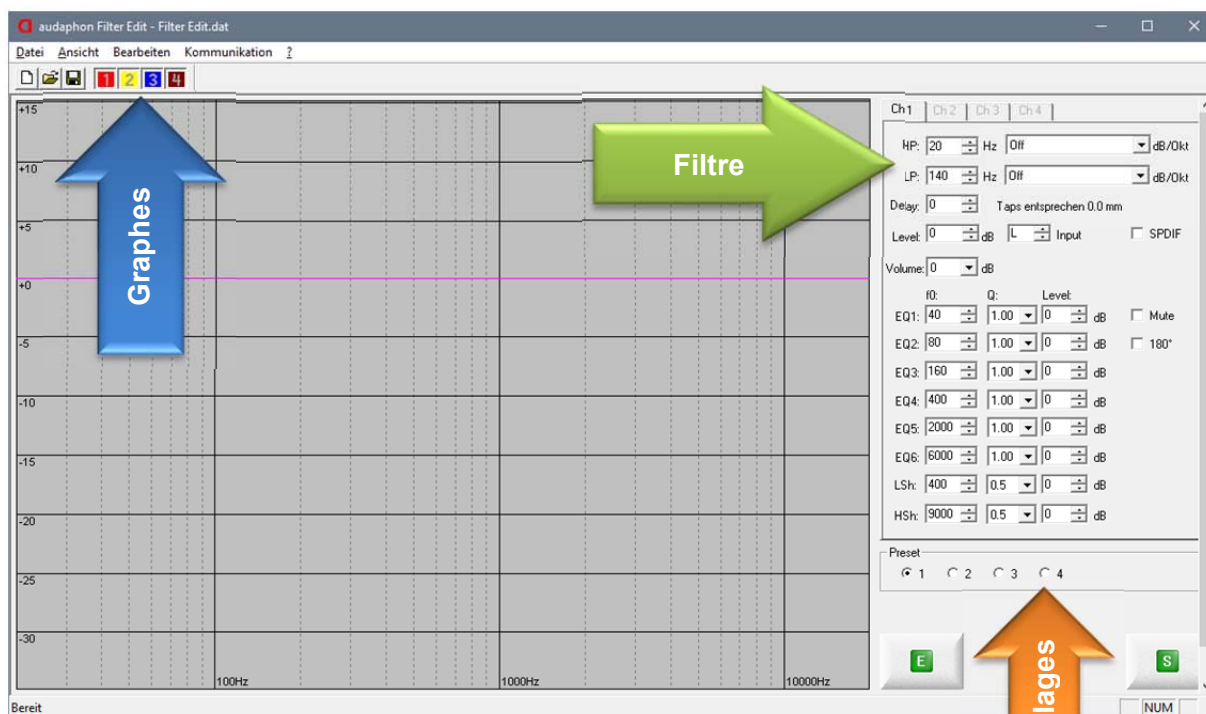 audaphon Filter Edit - Filter Edit.dat
Datei Ansicht Bearbeiten Kommunikation ?
1 2 3 4
+15
+10
+5
+0
-5
-10
-15
-20
-25
-30
100Hz 1000Hz 10000Hz
Graphes
Filtre
Ch 1 Ch 2 Ch 3 Ch 4
HP: 20 Hz Off dB/Okt
LP: 140 Hz Off dB/Okt
Delay: 0 Taps entsprechen 0.0 mm
Level: 0 dB L Input SPDIF
Volume: 0 dB
f0: Q: Level:
EQ1: 40 1.00 0 dB Mute
EQ2: 80 1.00 0 dB 180°
EQ3: 160 1.00 0 dB
EQ4: 400 1.00 0 dB
EQ5: 2000 1.00 0 dB
EQ6: 6000 1.00 0 dB
LSh: 400 0.5 0 dB
HSh: 9000 0.5 0 dB
Preset
1 2 3 4
E S
lages
Bereit NUM